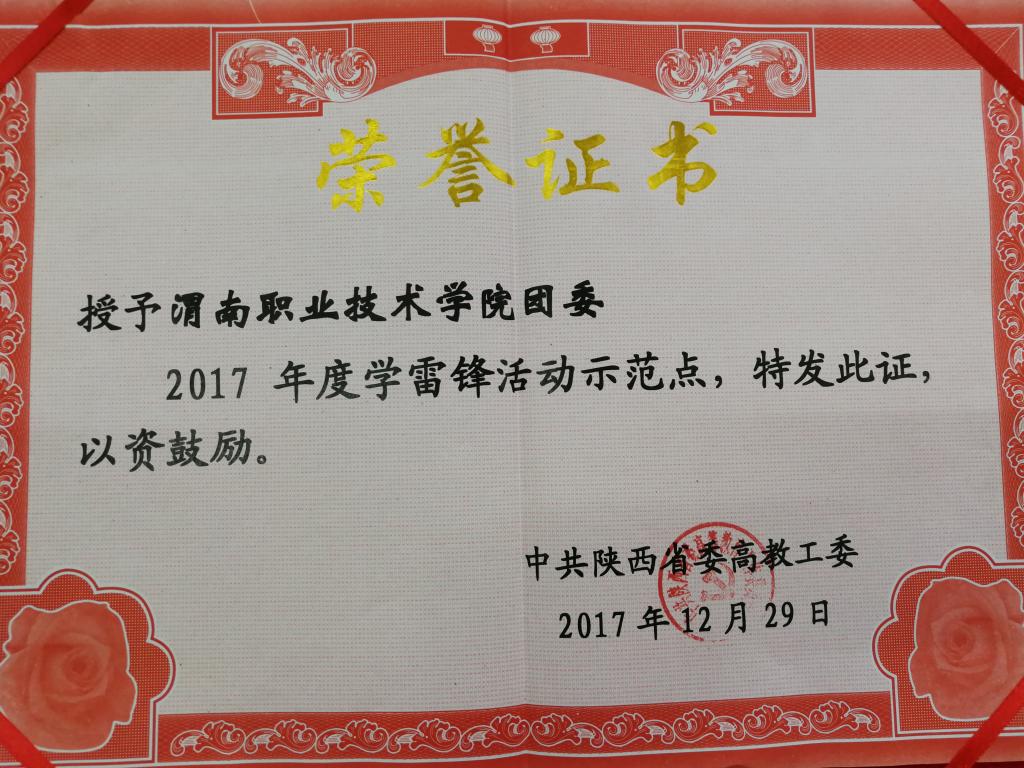 荣誉证书
授予渭南职业技术学院团委
2017 年度学雷锋活动示范点，特发此证，
以资鼓励。
中共陕西省委高教工委
2017 年 12 月 29 日